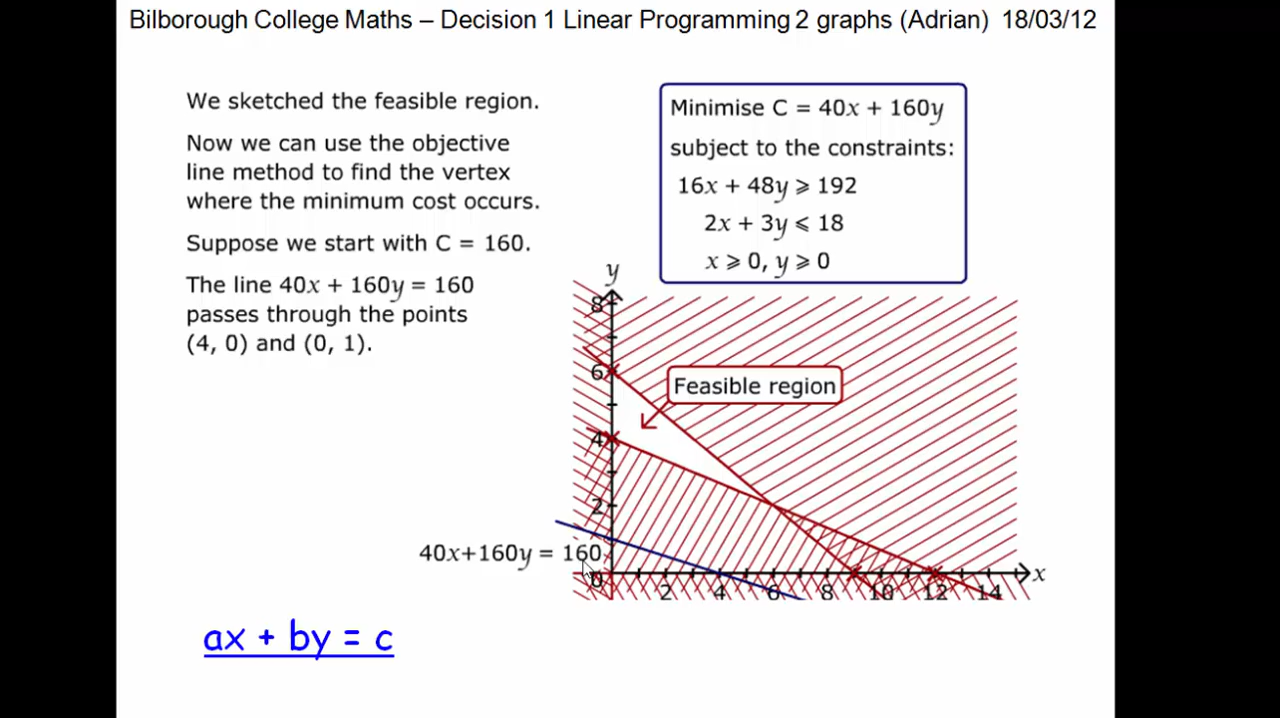 Bilborough College Maths – Decision 1 Linear Programming 2 graphs (Adrian) 18/03/12
We sketched the feasible region.
Now we can use the objective
line method to find the vertex
where the minimum cost occurs.
Suppose we start with C = 160.
The line 40x + 160y = 160
passes through the points
(4, 0) and (0, 1).
Minimise C = 40x + 160y
subject to the constraints:
16x + 48y ⩾ 192
2x + 3y ⩽ 18
x ⩾ 0, y ⩾ 0
y
8
6
Feasible region
4
2
40x+160y = 160
0
2 4 6 8 10 12 14
x
ax + by = c